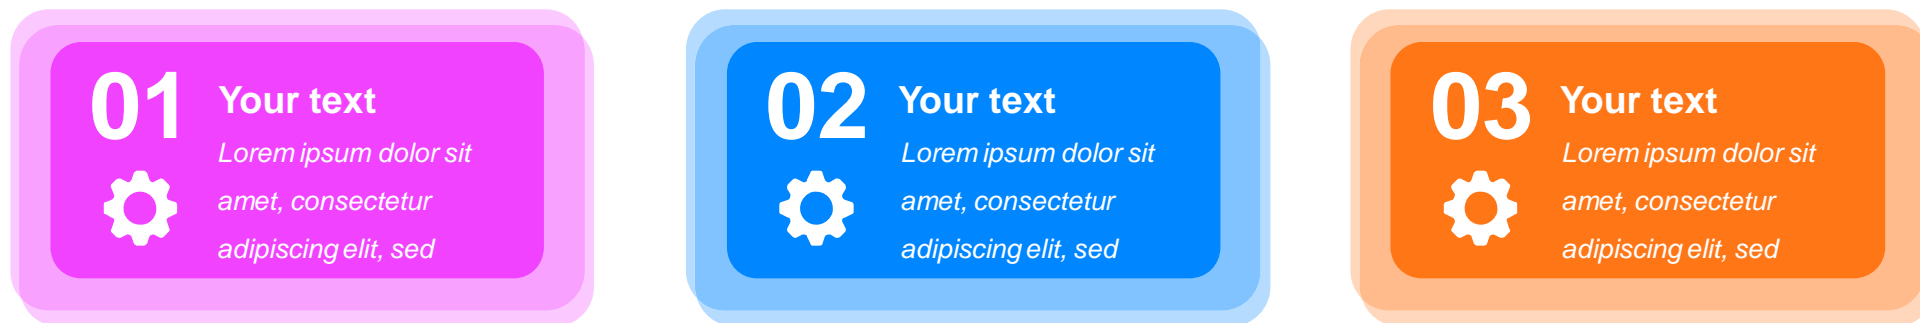 01
Your text
Lorem ipsum dolor sit
amet, consectetur
adipiscing elit, sed
02
Your text
Lorem ipsum dolor sit
amet, consectetur
adipiscing elit, sed
03
Your text
Lorem ipsum dolor sit
amet, consectetur
adipiscing elit, sed